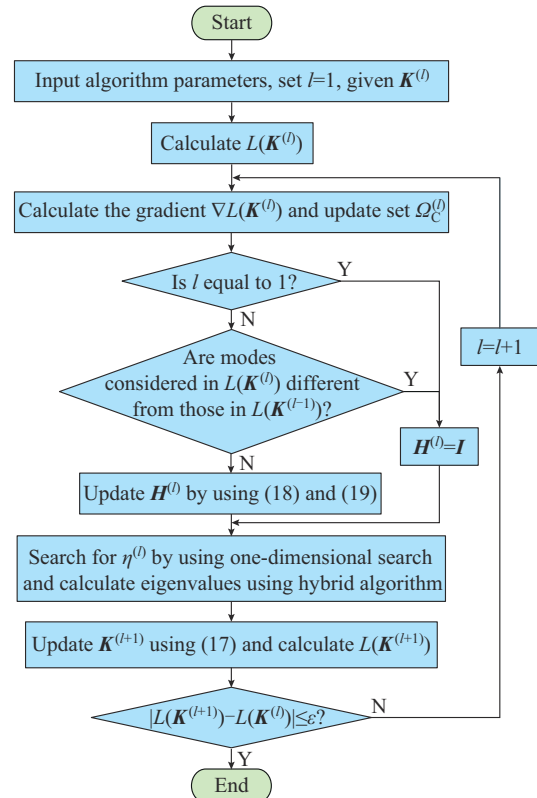 Start
Input algorithm parameters, set l=1, given K^(l)
Calculate L(K^(l))
Calculate the gradient ∇L(K^(l)) and update set Ω_C^(l)
Is l equal to 1?
Y
N
Are modes
considered in L(K^(l)) different
from those in L(K^(l−1))?
Y
N
l=l+1
H^(l)=I
Update H^(l) by using (18) and (19)
Search for η^(l) by using one-dimensional search
and calculate eigenvalues using hybrid algorithm
Update K^(l+1) using (17) and calculate L(K^(l+1))
|L(K^(l+1))−L(K^(l))|≤ε?
N
Y
End